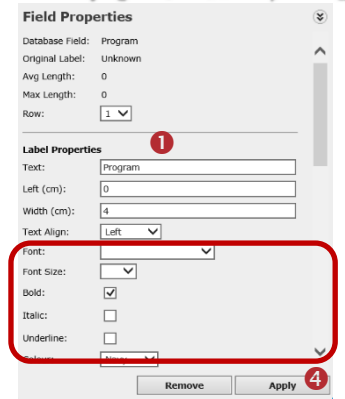 Field Properties
Database Field: Program
Original Label: Unknown
Avg Length: 0
Max Length: 0
Row: 1
1
Label Properties
Text: Program
Left (cm): 0
Width (cm): 4
Text Align: Left
Font:
Font Size:
Bold:
Italic:
Underline:
4
Remove Apply